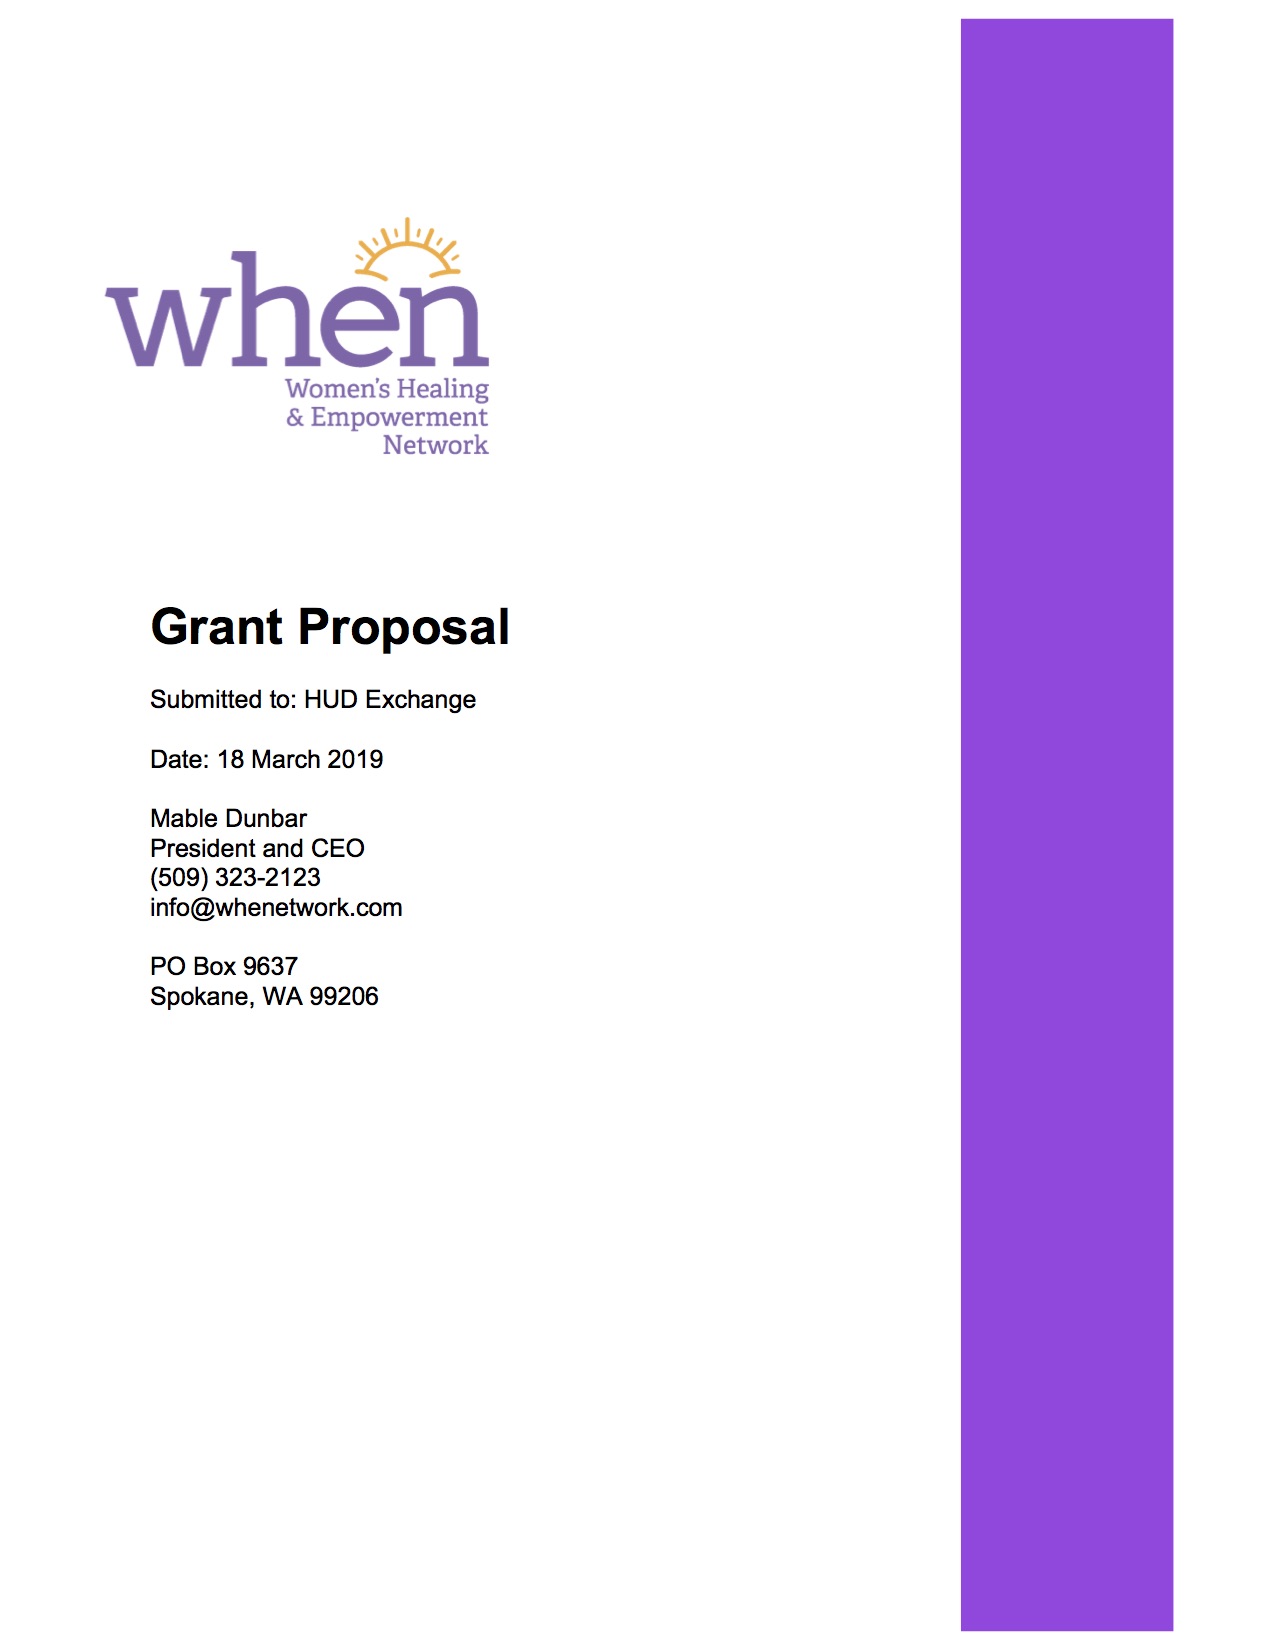 when
Women's Healing
& Empowerment
Network
Grant Proposal
Submitted to: HUD Exchange
Date: 18 March 2019
Mable Dunbar
President and CEO
(509) 323-2123
info@whenetwork.com
PO Box 9637
Spokane, WA 99206